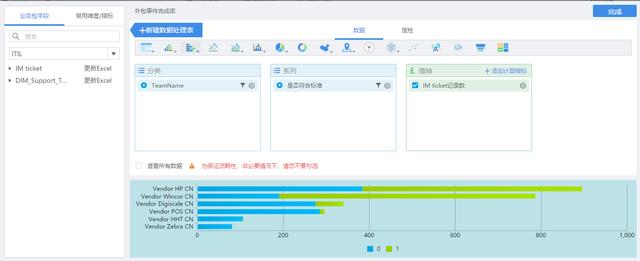 业务包字段
常用维度/指标
搜索
ITIL
IM ticket
更新Excel
DIM_Support_T...
更新Excel
外包事件完成率
完成
+新建数据处理表
数据
属性
分类
TeamName
系列
是否符合标准
值轴
+ 添加计算指标
IM ticket记录数
查看所有数据
为保证流畅性，非必要情况下，请您不要勾选
Vendor HP CN
Vendor Wincor CN
Vendor Digiscale CN
Vendor POS CN
Vendor HHT CN
Vendor Zebra CN
0 200 400 600 800 1,000
0 1